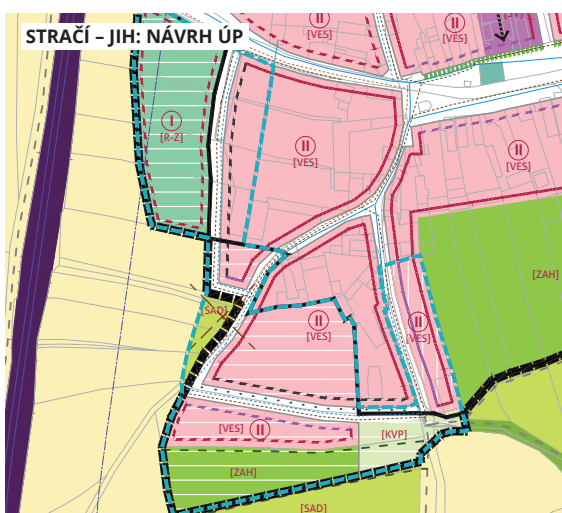 STRAČÍ – JIH: NÁVRH ÚP
II
[VES]
II
[VES]
I
[R-Z]
II
[VES]
II
[VES]
[ZAH]
[SAD]
II
[VES]
II
[VES]
[VES] II
[KVP]
[ZAH]
[SAD]